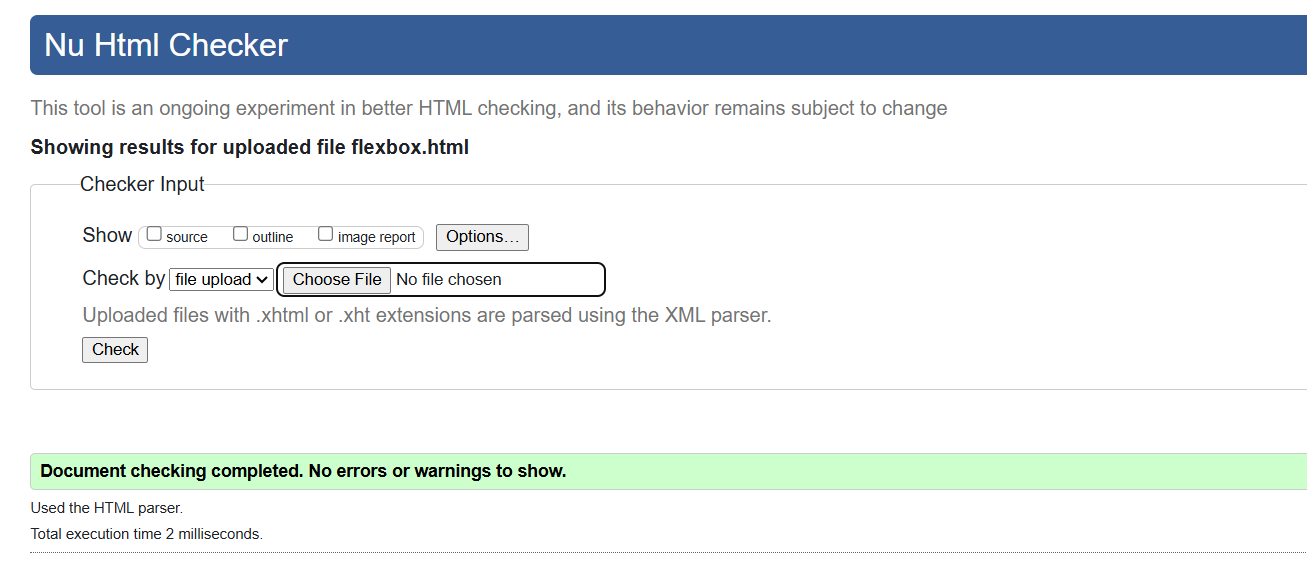 Nu Html Checker
This tool is an ongoing experiment in better HTML checking, and its behavior remains subject to change
Showing results for uploaded file flexbox.html
Checker Input
Show source outline image report Options…
Check by file upload Choose File No file chosen
Uploaded files with .xhtml or .xht extensions are parsed using the XML parser.
Check
Document checking completed. No errors or warnings to show.
Used the HTML parser.
Total execution time 2 milliseconds.